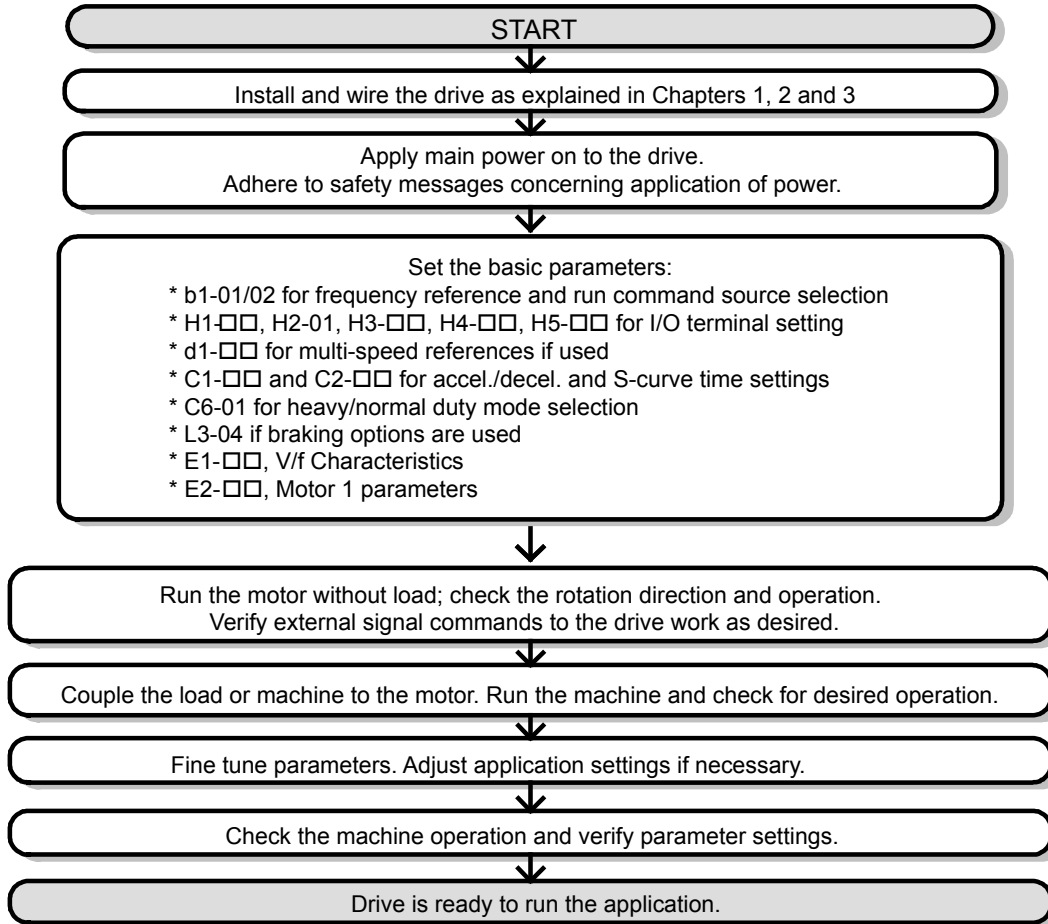 START
Install and wire the drive as explained in Chapters 1, 2 and 3
Apply main power on to the drive.
Adhere to safety messages concerning application of power.
Set the basic parameters:
* b1-01/02 for frequency reference and run command source selection
* H1-□□, H2-01, H3-□□, H4-□□, H5-□□ for I/O terminal setting
* d1-□□ for multi-speed references if used
* C1-□□ and C2-□□ for accel./decel. and S-curve time settings
* C6-01 for heavy/normal duty mode selection
* L3-04 if braking options are used
* E1-□□, V/f Characteristics
* E2-□□, Motor 1 parameters
Run the motor without load; check the rotation direction and operation.
Verify external signal commands to the drive work as desired.
Couple the load or machine to the motor. Run the machine and check for desired operation.
Fine tune parameters. Adjust application settings if necessary.
Check the machine operation and verify parameter settings.
Drive is ready to run the application.